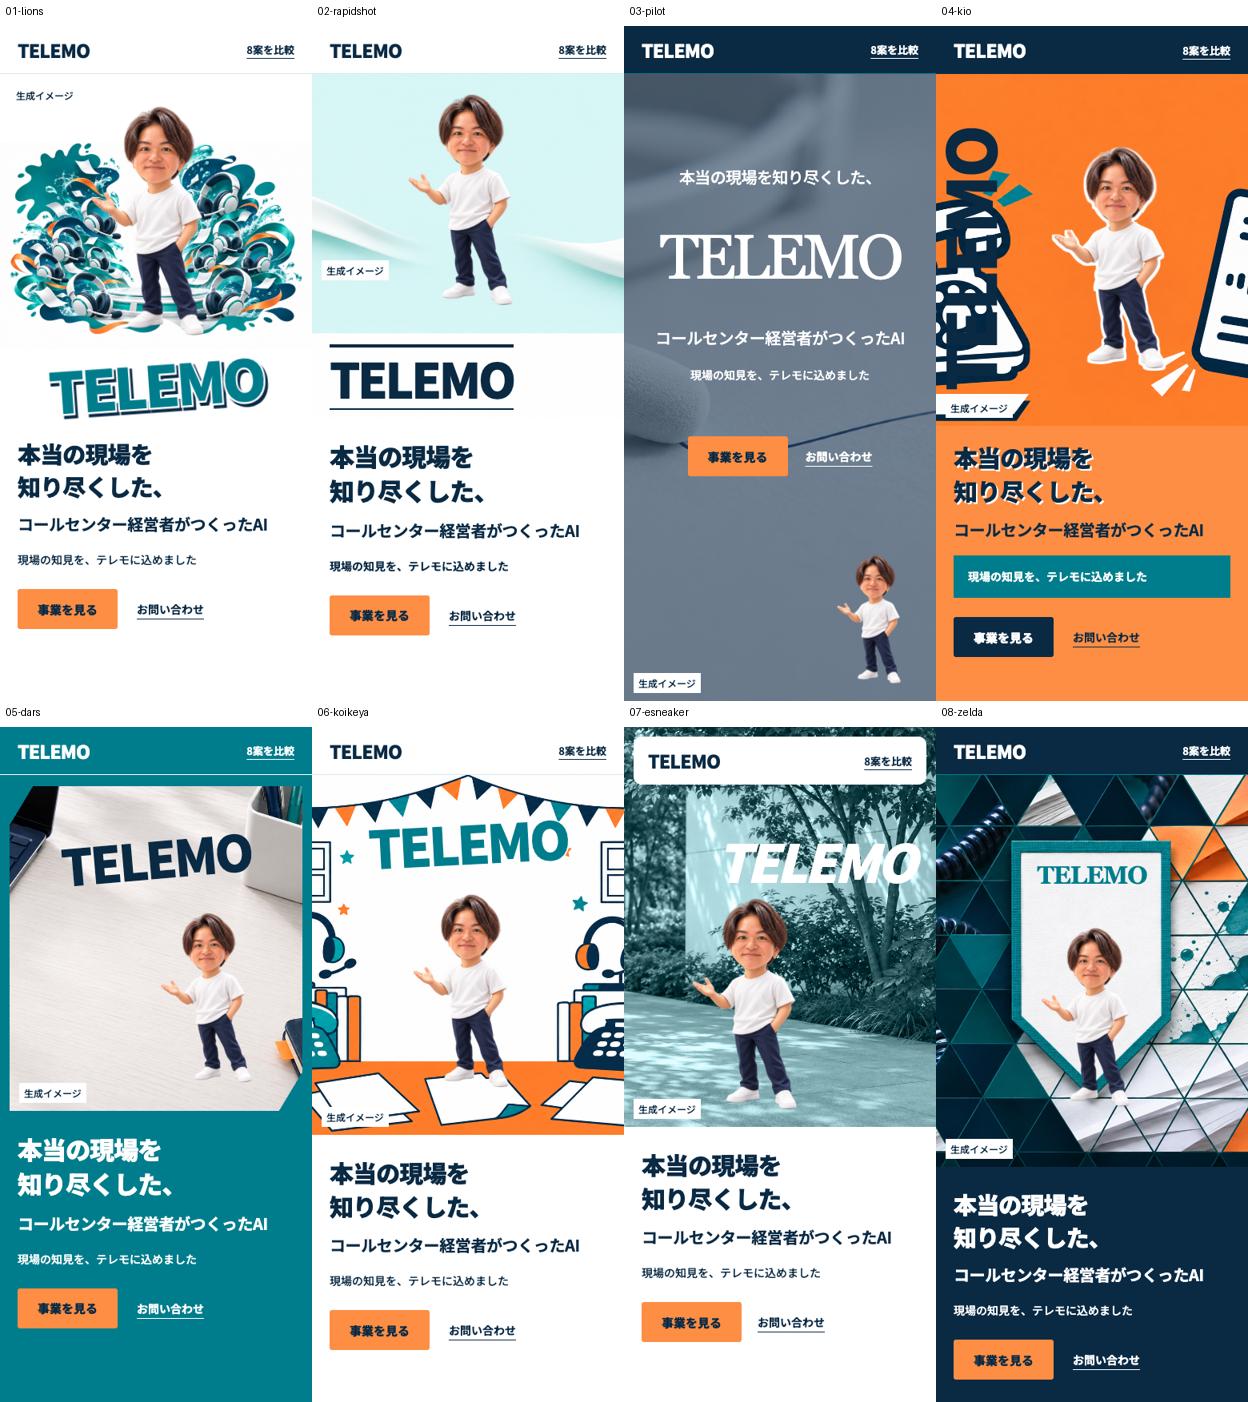 01-lions
TELEMO
8案を比較
生成イメージ
TELEMO
本当の現場を
知り尽くした、
コールセンター経営者がつくったAI
現場の知見を、テレモに込めました
事業を見る
お問い合わせ
02-rapidshot
TELEMO
8案を比較
生成イメージ
TELEMO
本当の現場を
知り尽くした、
コールセンター経営者がつくったAI
現場の知見を、テレモに込めました
事業を見る
お問い合わせ
03-pilot
TELEMO
8案を比較
本当の現場を知り尽くした、
TELEMO
コールセンター経営者がつくったAI
現場の知見を、テレモに込めました
事業を見る
お問い合わせ
生成イメージ
04-kio
TELEMO
8案を比較
TELEMO
生成イメージ
本当の現場を
知り尽くした、
コールセンター経営者がつくったAI
現場の知見を、テレモに込めました
事業を見る
お問い合わせ
05-dars
TELEMO
8案を比較
TELEMO
生成イメージ
本当の現場を
知り尽くした、
コールセンター経営者がつくったAI
現場の知見を、テレモに込めました
事業を見る
お問い合わせ
06-koikeya
TELEMO
8案を比較
TELEMO
生成イメージ
本当の現場を
知り尽くした、
コールセンター経営者がつくったAI
現場の知見を、テレモに込めました
事業を見る
お問い合わせ
07-esneaker
TELEMO
8案を比較
TELEMO
生成イメージ
本当の現場を
知り尽くした、
コールセンター経営者がつくったAI
現場の知見を、テレモに込めました
事業を見る
お問い合わせ
08-zelda
TELEMO
8案を比較
TELEMO
生成イメージ
本当の現場を
知り尽くした、
コールセンター経営者がつくったAI
現場の知見を、テレモに込めました
事業を見る
お問い合わせ